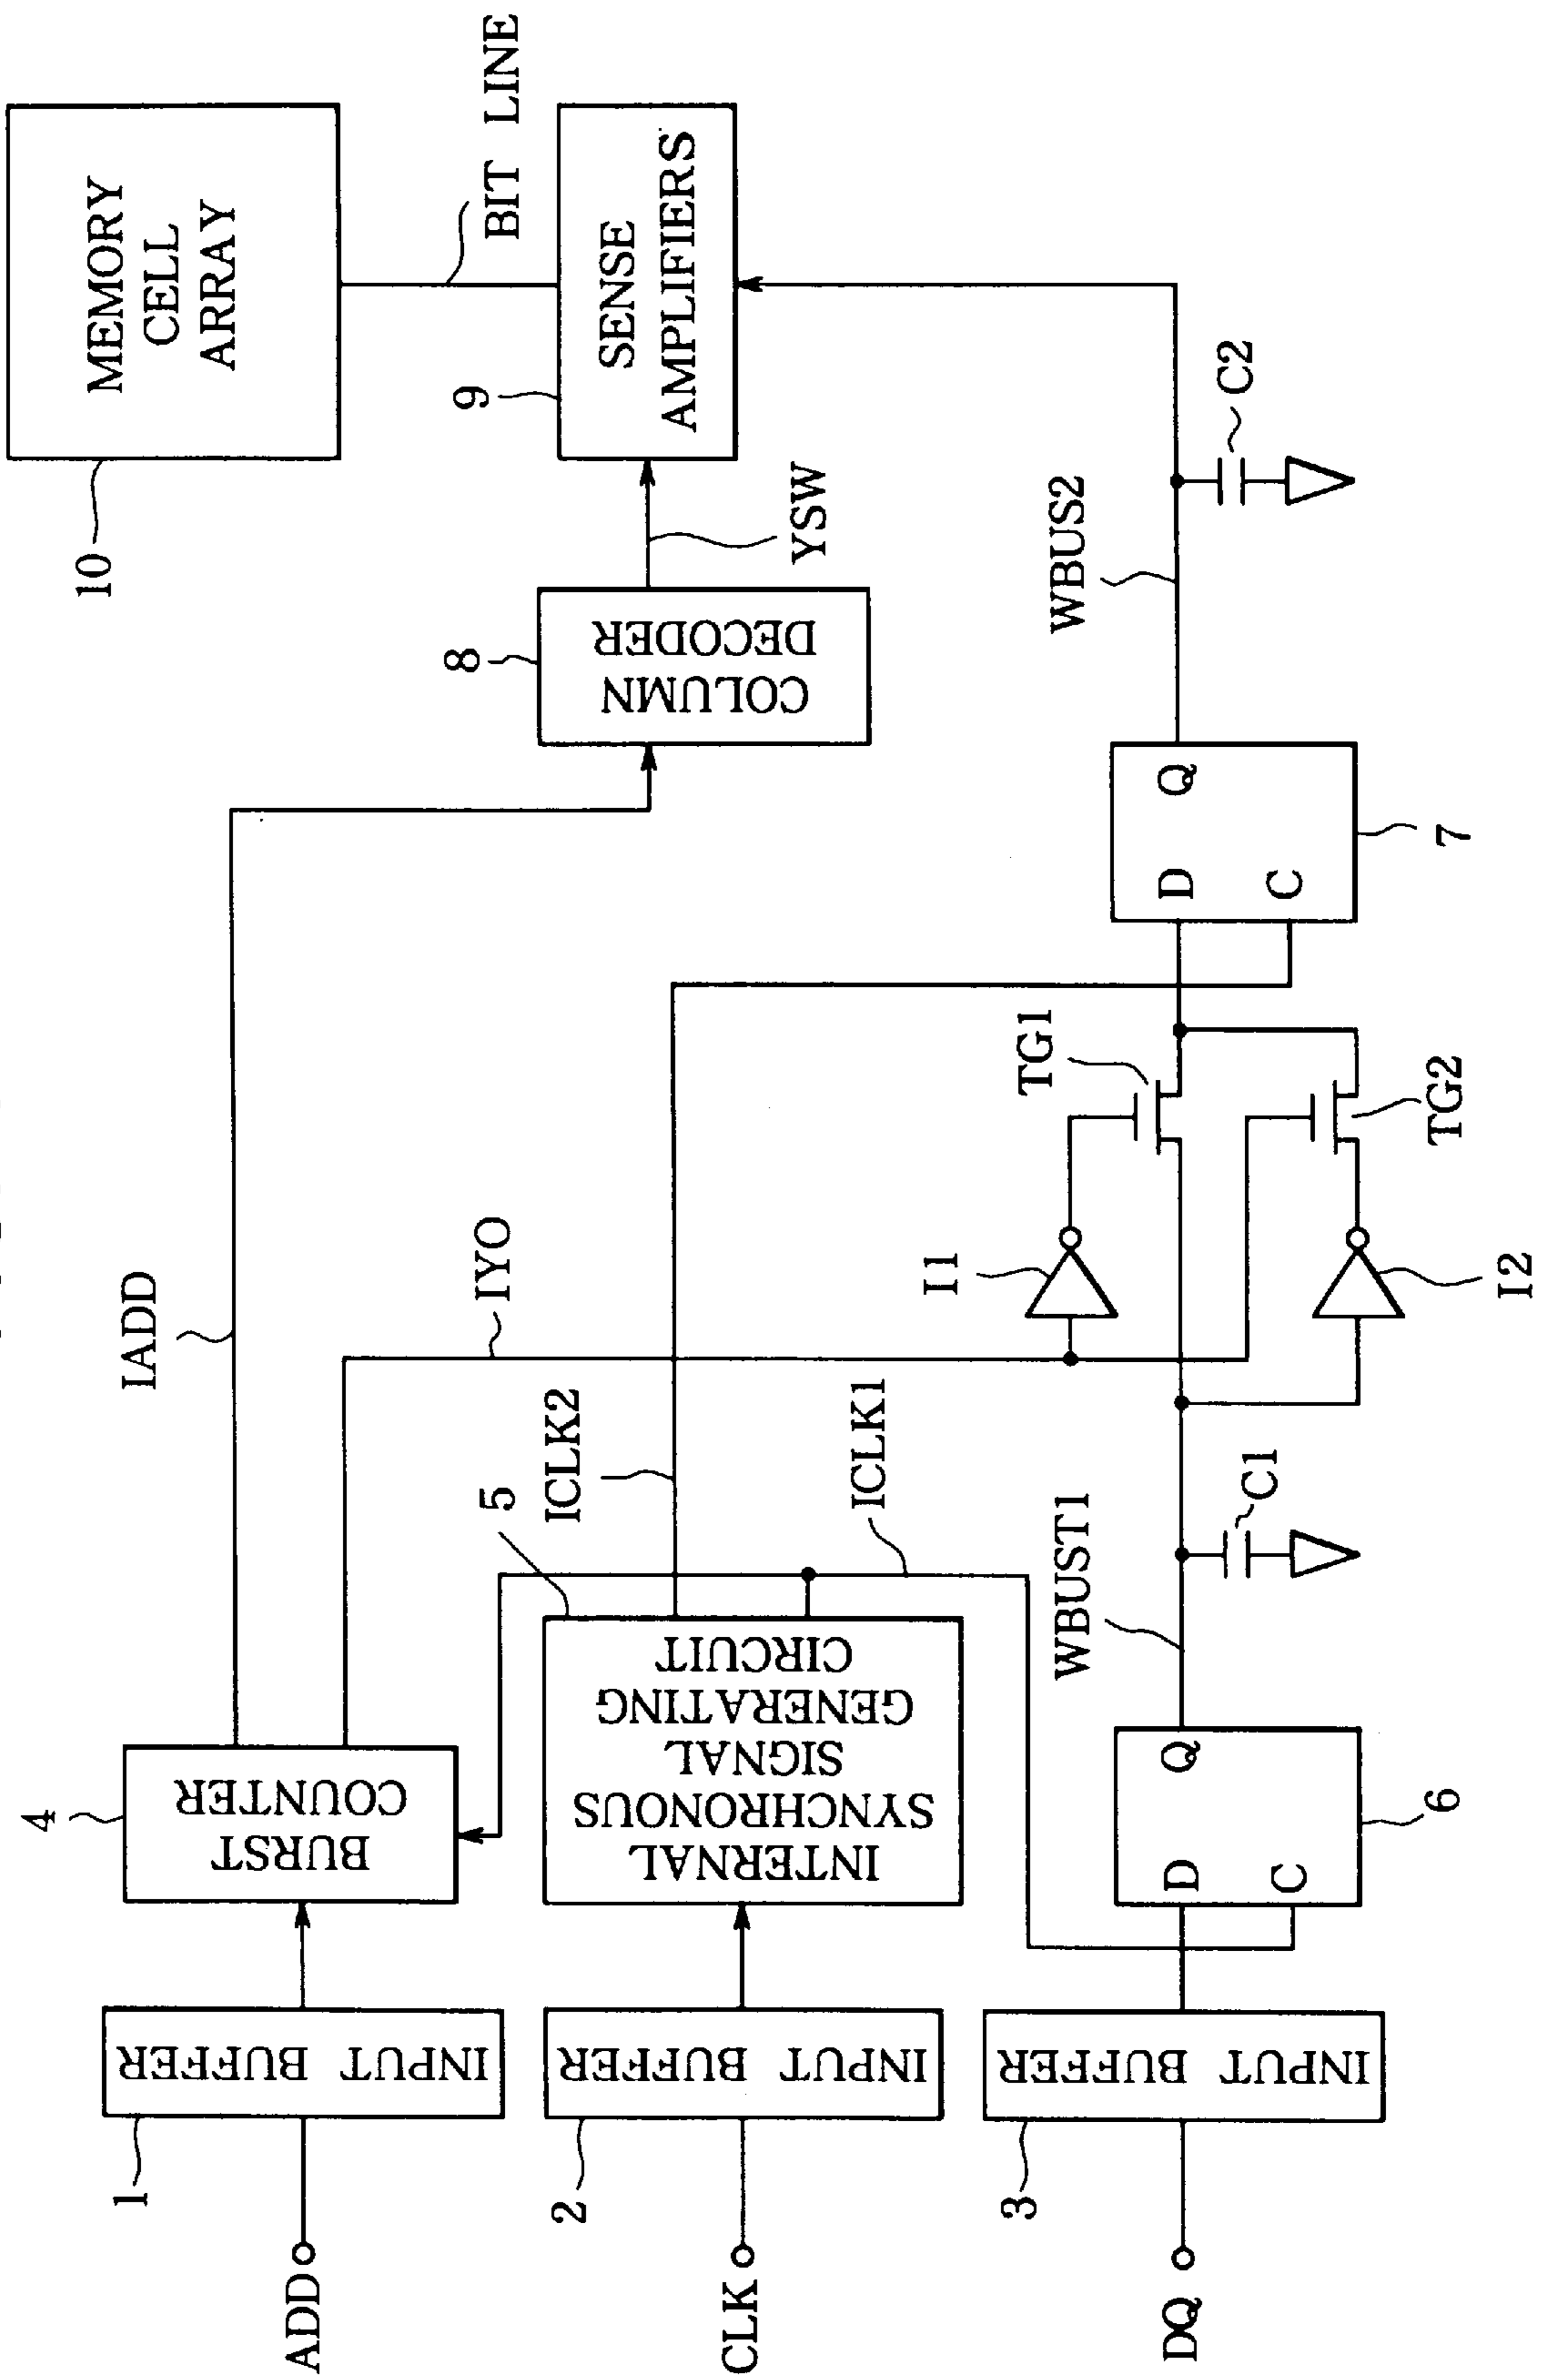 ADD
1
INPUT BUFFER
4
BURST
COUNTER
IADD
IYO
CLK
2
INPUT BUFFER
5
INTERNAL
SYNCHRONOUS
SIGNAL
GENERATING
CIRCUIT
ICLK2
ICLK1
8
COLUMN
DECODER
YSW
10
MEMORY
CELL
ARRAY
BIT LINE
9
SENSE
AMPLIFIERS
DQ
3
INPUT BUFFER
D
Q
C
6
WBUST1
C1
I1
I2
TG1
TG2
D
Q
C
7
WBUS2
C2